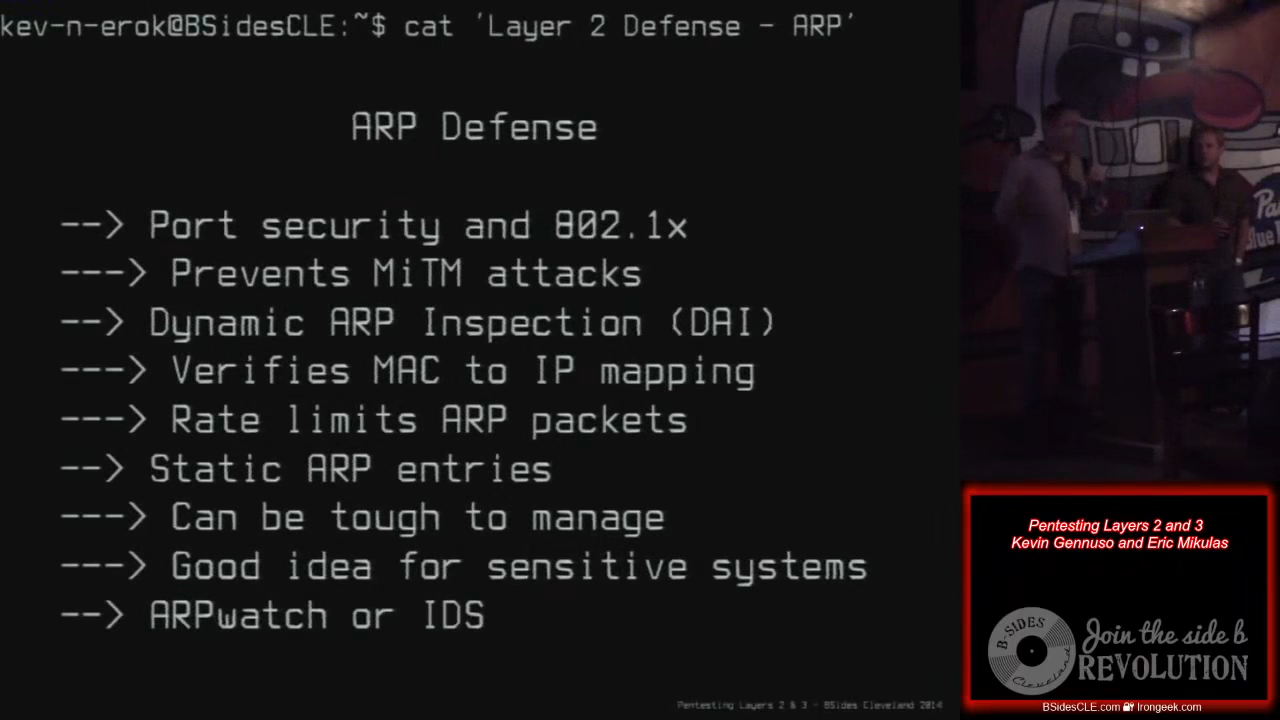 kev-n-erok@BSidesCLE:~$ cat 'Layer 2 Defense - ARP'
ARP Defense
--> Port security and 802.1x
---> Prevents MiTM attacks
--> Dynamic ARP Inspection (DAI)
---> Verifies MAC to IP mapping
---> Rate limits ARP packets
--> Static ARP entries
---> Can be tough to manage
---> Good idea for sensitive systems
--> ARPwatch or IDS
Pentesting Layers 2 & 3 - BSides Cleveland 2014
Blue
Pentesting Layers 2 and 3
Kevin Gennuso and Eric Mikulas
B-SIDES
Cleveland
Join the side b
REVOLUTION
BSidesCLE.com Irongeek.com